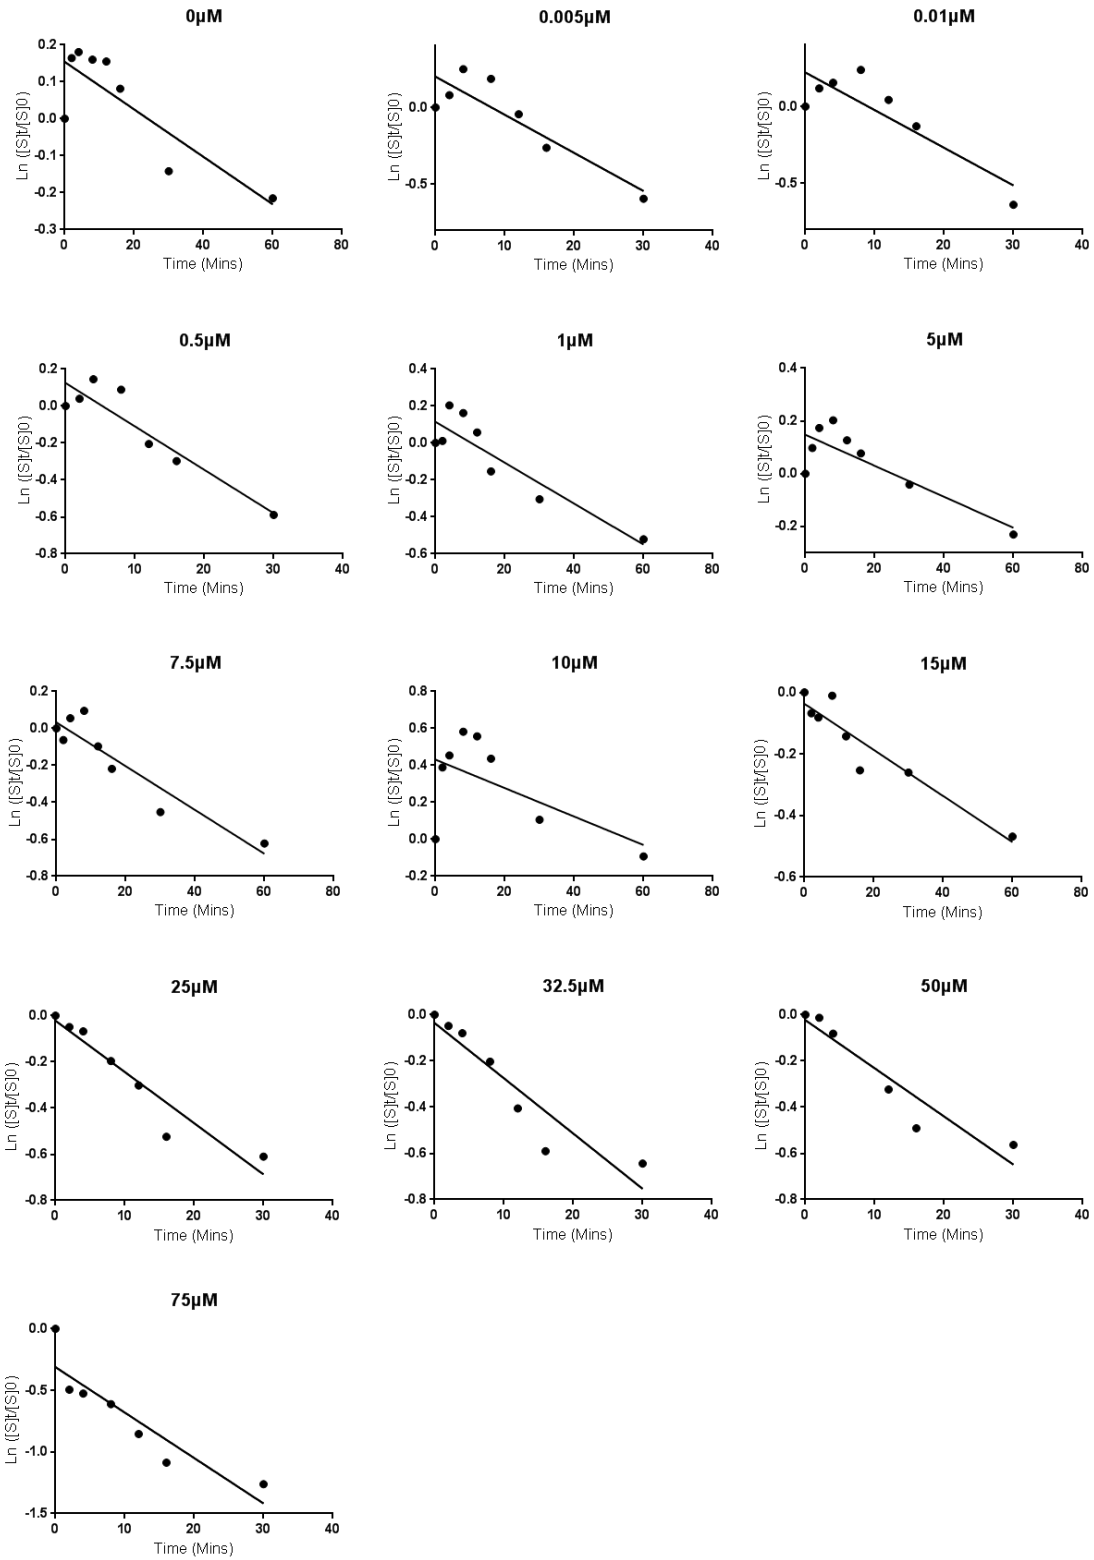 0µM
0.2
0.1
0.0
-0.1
-0.2
-0.3
0 20 40 60 80
Ln ([S]t/[S]0)
Time (Mins)
0.005µM
0.0
-0.5
0 10 20 30 40
Ln ([S]t/[S]0)
Time (Mins)
0.01µM
0.0
-0.5
0 10 20 30 40
Ln ([S]t/[S]0)
Time (Mins)
0.5µM
0.2
0.0
-0.2
-0.4
-0.6
-0.8
0 10 20 30 40
Ln ([S]t/[S]0)
Time (Mins)
1µM
0.4
0.2
0.0
-0.2
-0.4
-0.6
0 20 40 60 80
Ln ([S]t/[S]0)
Time (Mins)
5µM
0.4
0.2
0.0
-0.2
0 20 40 60 80
Ln ([S]t/[S]0)
Time (Mins)
7.5µM
0.2
0.0
-0.2
-0.4
-0.6
-0.8
0 20 40 60 80
Ln ([S]t/[S]0)
Time (Mins)
10µM
0.8
0.6
0.4
0.2
0.0
-0.2
0 20 40 60 80
Ln ([S]t/[S]0)
Time (Mins)
15µM
0.0
-0.2
-0.4
-0.6
0 20 40 60 80
Ln ([S]t/[S]0)
Time (Mins)
25µM
0.0
-0.2
-0.4
-0.6
-0.8
0 10 20 30 40
Ln ([S]t/[S]0)
Time (Mins)
32.5µM
0.0
-0.2
-0.4
-0.6
-0.8
0 10 20 30 40
Ln ([S]t/[S]0)
Time (Mins)
50µM
0.0
-0.2
-0.4
-0.6
-0.8
0 10 20 30 40
Ln ([S]t/[S]0)
Time (Mins)
75µM
0.0
-0.5
-1.0
-1.5
0 10 20 30 40
Ln ([S]t/[S]0)
Time (Mins)